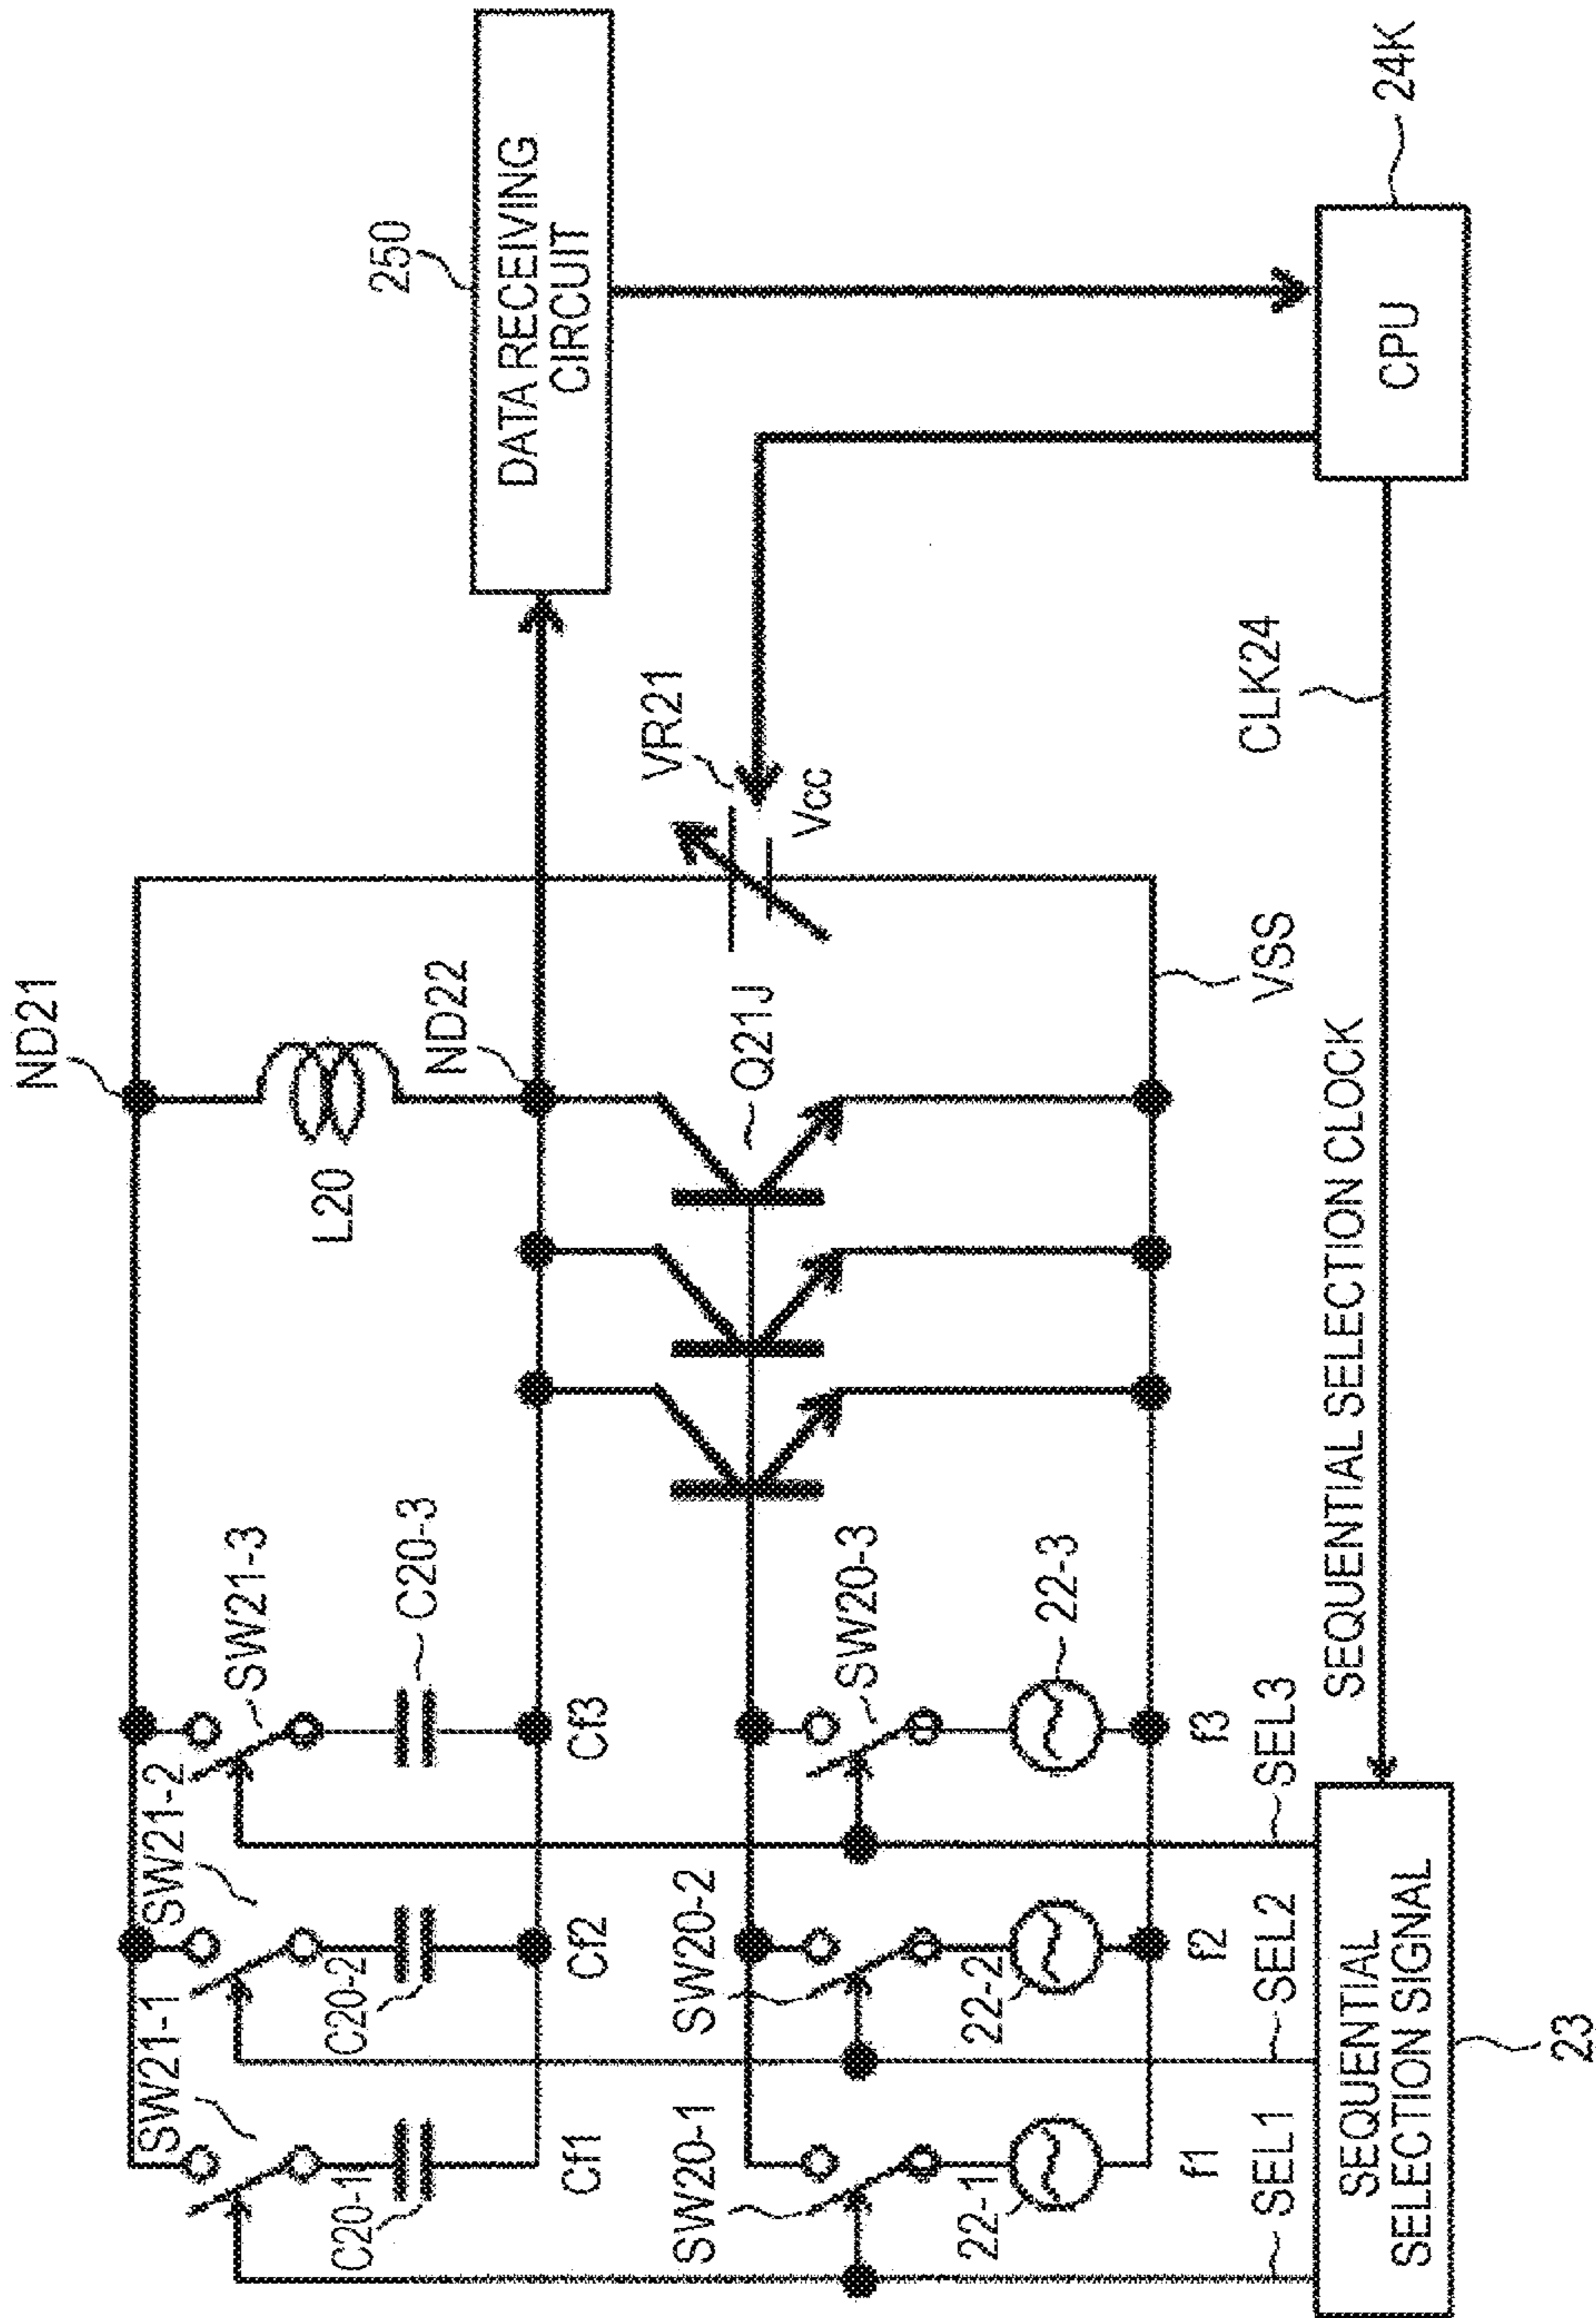 ND21
SW21-1
SW21-2
SW21-3
C20-1
C20-2
C20-3
L20
ND22
250
DATA RECEIVING
CIRCUIT
Cf1
Cf2
Cf3
Q21J
VR21
Vcc
SW20-1
SW20-2
SW20-3
22-1
22-2
22-3
f1
f2
f3
VSS
SEL1
SEL2
SEL3
SEQUENTIAL SELECTION CLOCK
CLK24
CPU
24K
SEQUENTIAL
SELECTION SIGNAL
23